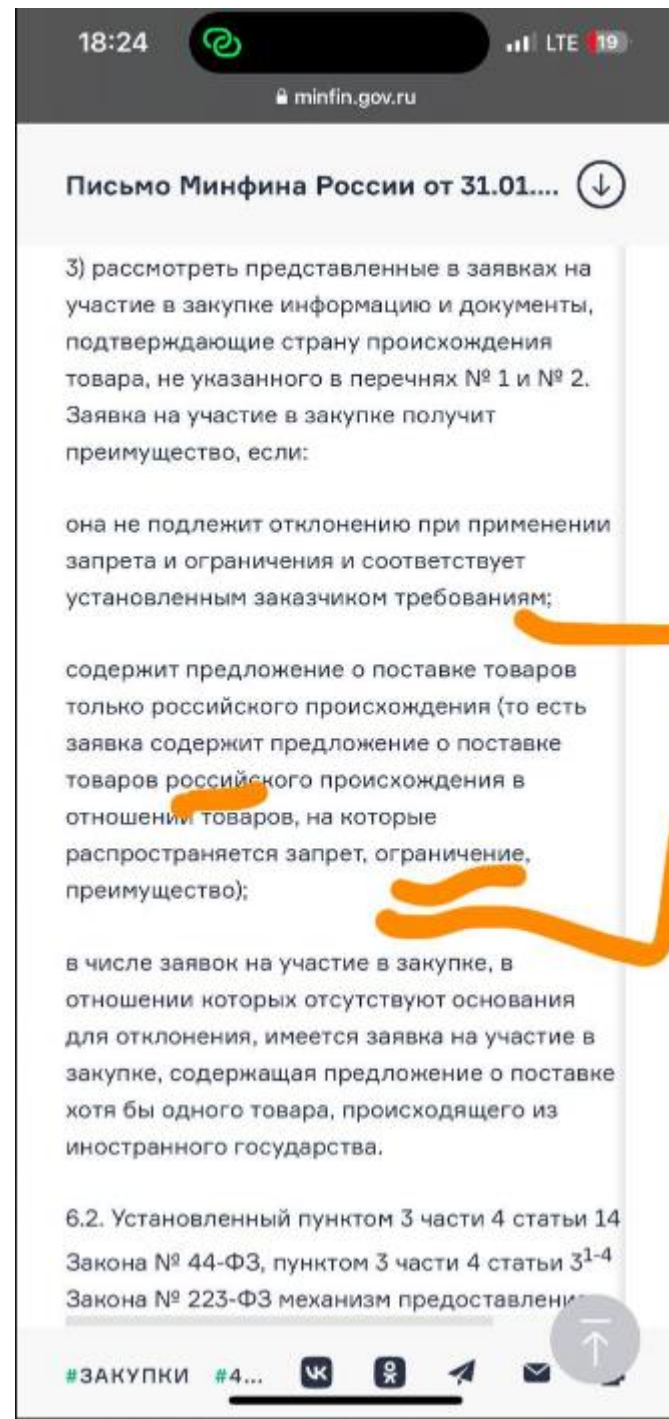 18:24 LTE 19
minfin.gov.ru
Письмо Минфина России от 31.01....
3) рассмотреть представленные в заявках на
участие в закупке информацию и документы,
подтверждающие страну происхождения
товара, не указанного в перечнях № 1 и № 2.
Заявка на участие в закупке получит
преимущество, если:
она не подлежит отклонению при применении
запрета и ограничения и соответствует
установленным заказчиком требованиям;
содержит предложение о поставке товаров
только российского происхождения (то есть
заявка содержит предложение о поставке
товаров российского происхождения в
отношении товаров, на которые
распространяется запрет, ограничение,
преимущество);
в числе заявок на участие в закупке, в
отношении которых отсутствуют основания
для отклонения, имеется заявка на участие в
закупке, содержащая предложение о поставке
хотя бы одного товара, происходящего из
иностранного государства.
6.2. Установленный пунктом 3 части 4 статьи 14
Закона № 44-ФЗ, пунктом 3 части 4 статьи 3¹⁻⁴
Закона № 223-ФЗ механизм
#ЗАКУПКИ #4...